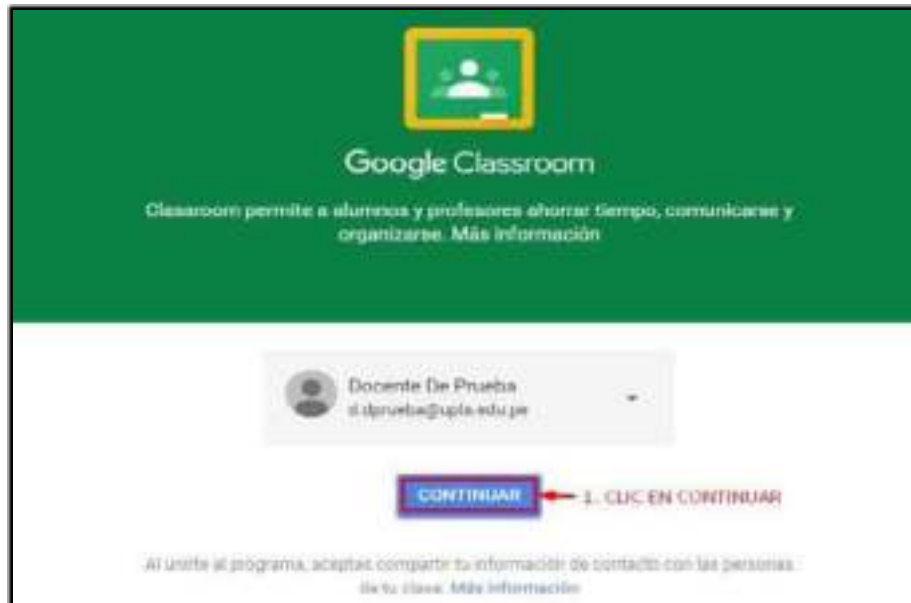 Google Classroom
Classroom permite a alumnos y profesores ahorrar tiempo, comunicarse y
organizarse. Más información
Docente De Prueba
d.dprueba@upla.edu.pe
CONTINUAR
1. CLIC EN CONTINUAR
Al unirte al programa, aceptas compartir tu información de contacto con las personas
de tu clase. Más información